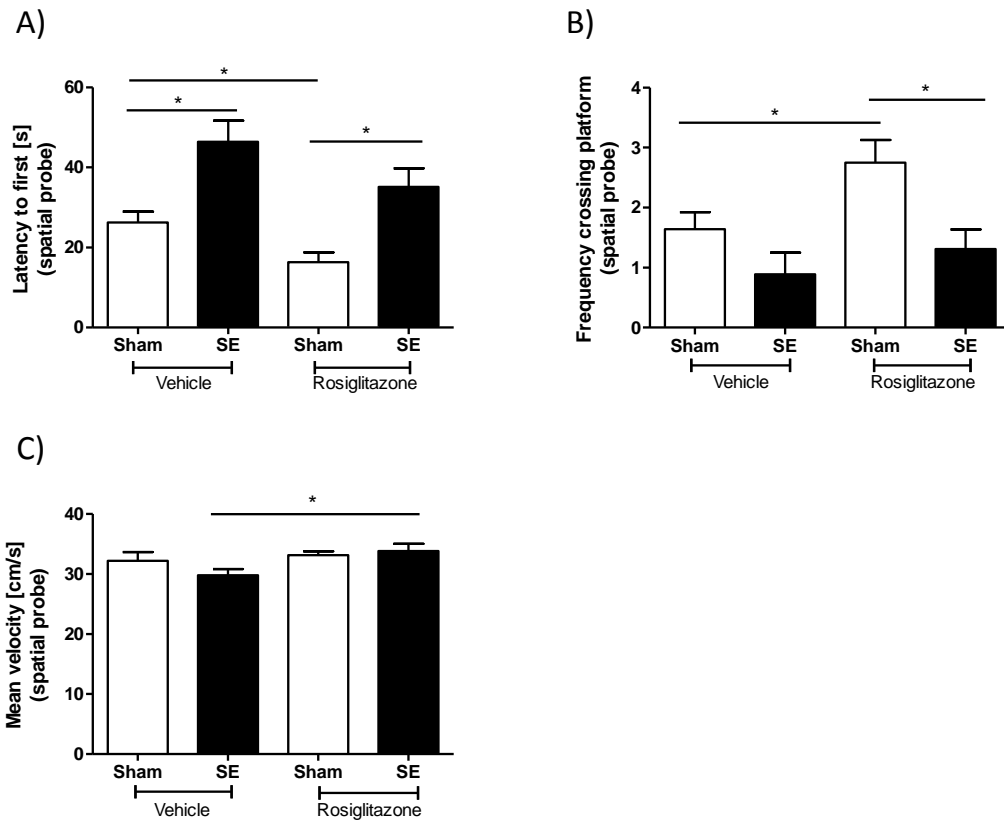 A)
Latency to first [s]
(spatial probe)
60
40
20
0
*
*
*
Sham SE Sham SE
Vehicle Rosiglitazone
B)
Frequency crossing platform
(spatial probe)
4
3
2
1
0
*
*
Sham SE Sham SE
Vehicle Rosiglitazone
C)
Mean velocity [cm/s]
(spatial probe)
40
30
20
10
0
*
Sham SE Sham SE
Vehicle Rosiglitazone